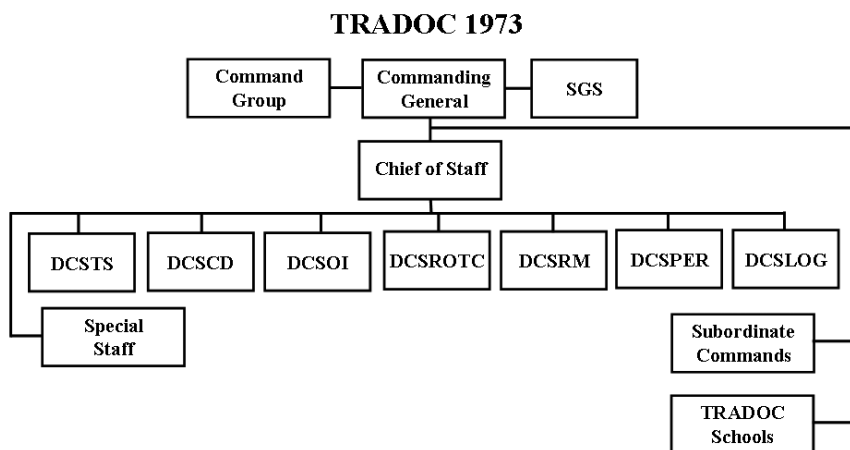 TRADOC 1973
Command
Group
Commanding
General
SGS
Chief of Staff
DCSTS
DCSCD
DCSOI
DCSROTC
DCSRM
DCSPER
DCSLOG
Special
Staff
Subordinate
Commands
TRADOC
Schools